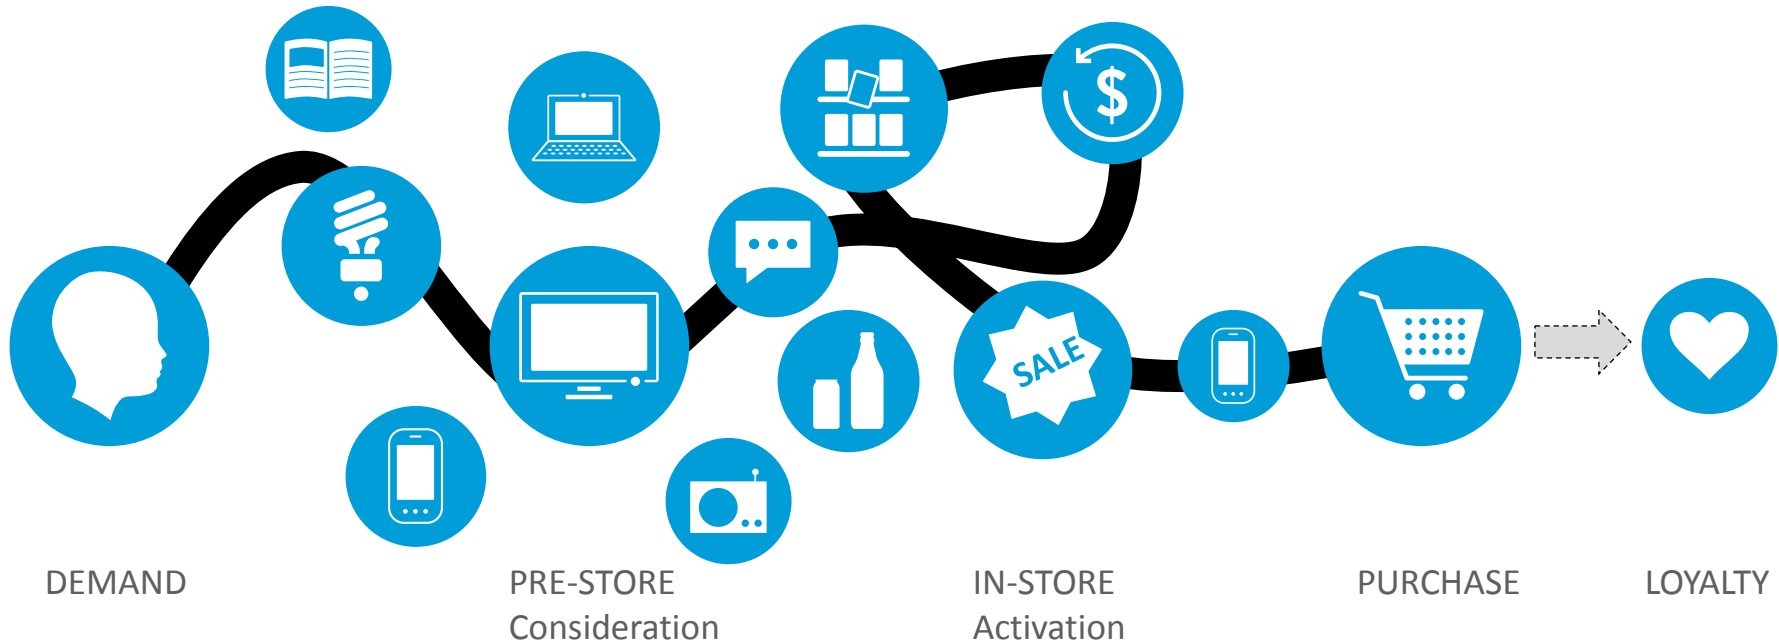 $
SALE
DEMAND
PRE-STORE
Consideration
IN-STORE
Activation
PURCHASE
LOYALTY